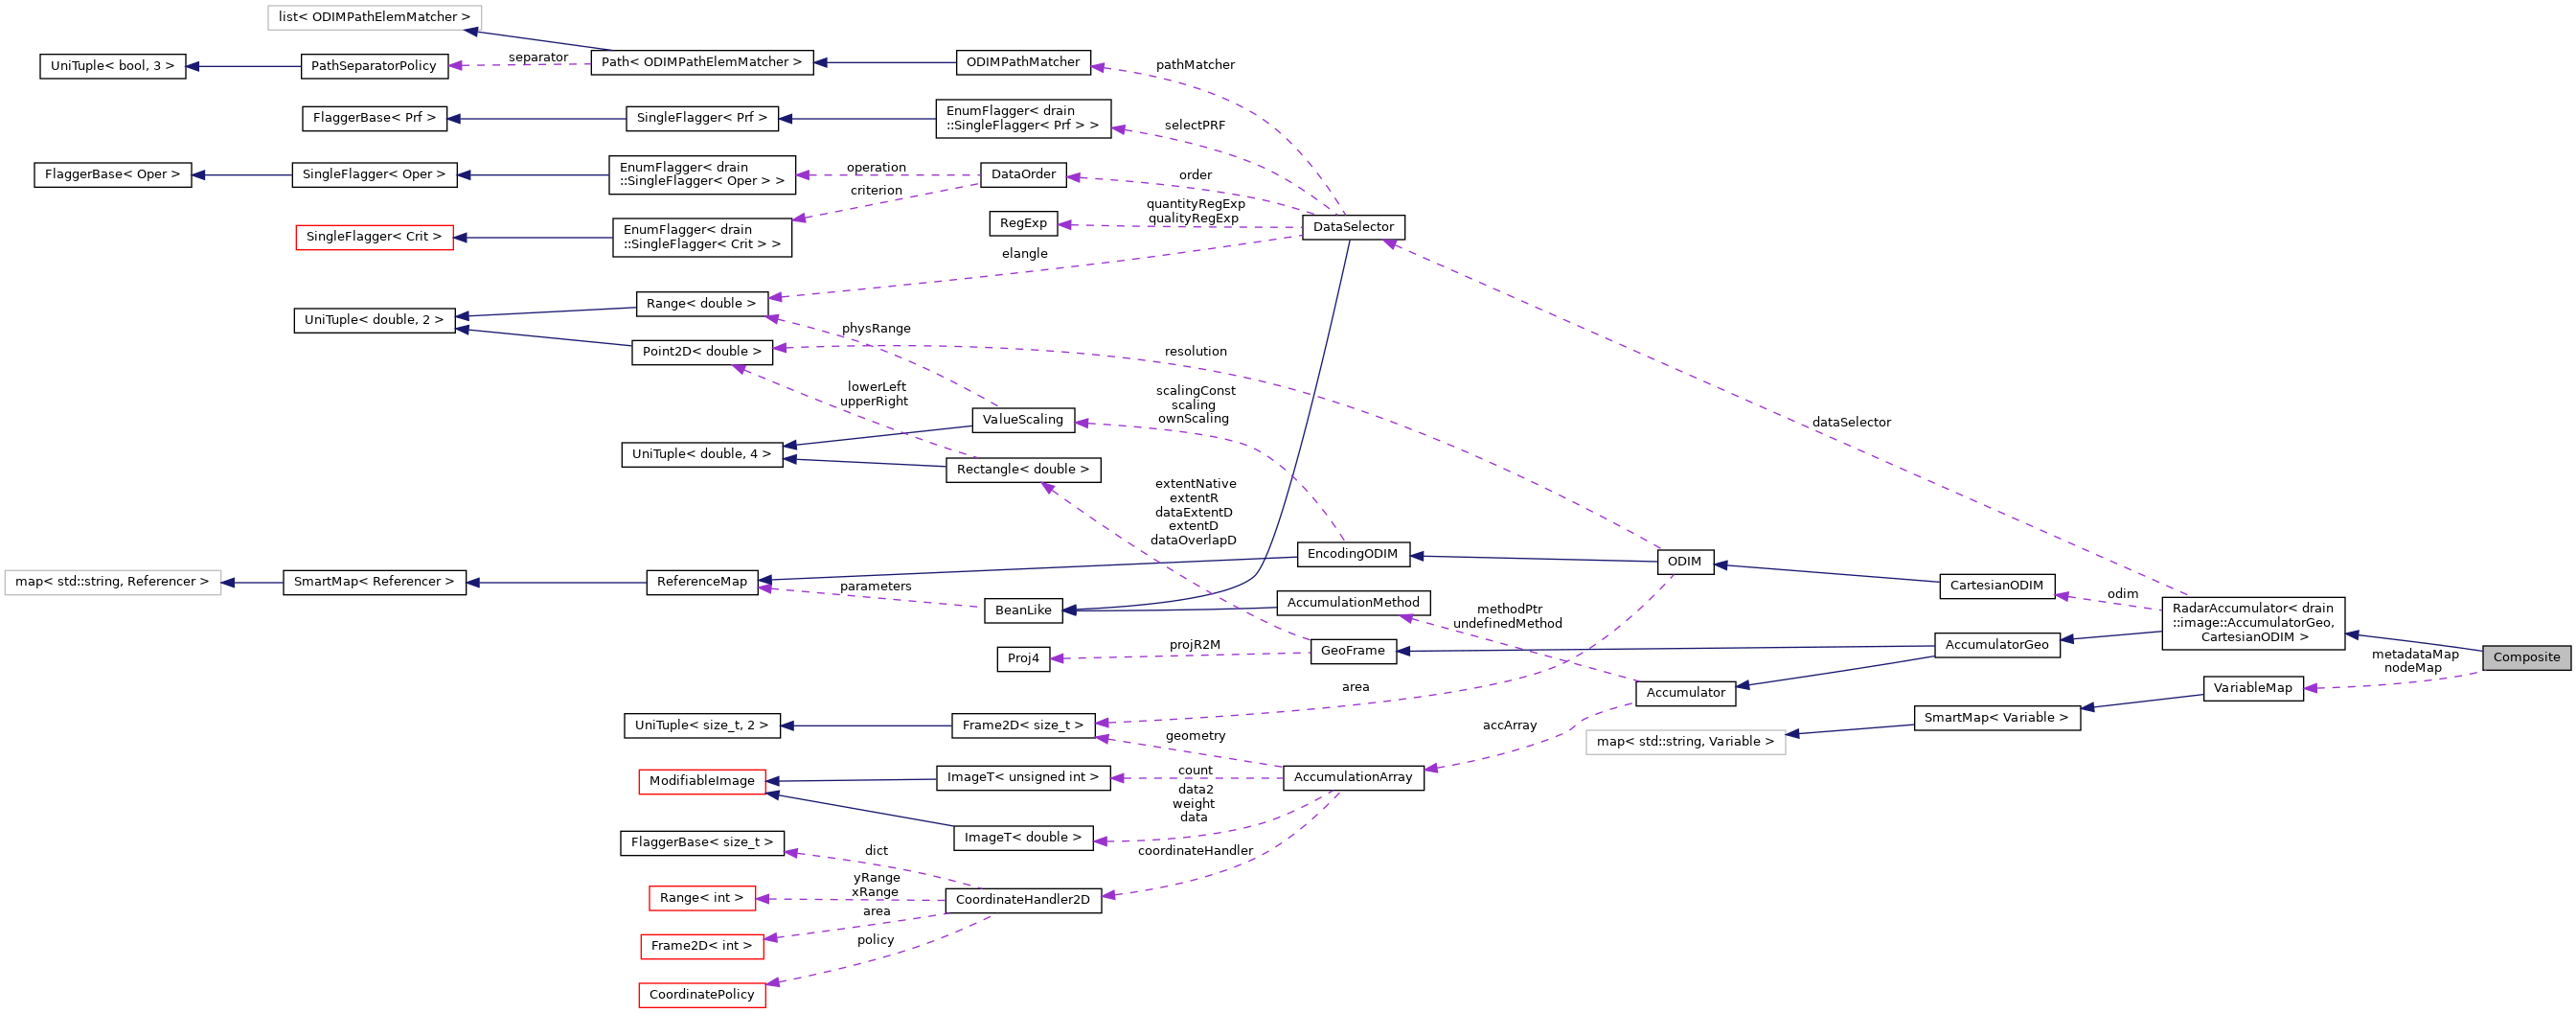 list< ODIMPathElemMatcher >
UniTuple< bool, 3 >
PathSeparatorPolicy
separator
Path< ODIMPathElemMatcher >
ODIMPathMatcher
pathMatcher
FlaggerBase< Prf >
SingleFlagger< Prf >
EnumFlagger< drain
::SingleFlagger< Prf > >
selectPRF
FlaggerBase< Oper >
SingleFlagger< Oper >
EnumFlagger< drain
::SingleFlagger< Oper > >
operation
criterion
DataOrder
order
SingleFlagger< Crit >
EnumFlagger< drain
::SingleFlagger< Crit > >
RegExp
quantityRegExp
qualityRegExp
DataSelector
elangle
UniTuple< double, 2 >
Range< double >
Point2D< double >
physRange
resolution
lowerLeft
upperRight
ValueScaling
scalingConst
scaling
ownScaling
dataSelector
UniTuple< double, 4 >
Rectangle< double >
extentNative
extentR
dataExtentD
extentD
dataOverlapD
EncodingODIM
ODIM
map< std::string, Referencer >
SmartMap< Referencer >
ReferenceMap
parameters
BeanLike
AccumulationMethod
methodPtr
undefinedMethod
CartesianODIM
odim
RadarAccumulator< drain
::image::AccumulatorGeo,
CartesianODIM >
Proj4
projR2M
GeoFrame
AccumulatorGeo
Composite
metadataMap
nodeMap
area
Accumulator
VariableMap
UniTuple< size_t, 2 >
Frame2D< size_t >
geometry
accArray
SmartMap< Variable >
map< std::string, Variable >
ModifiableImage
ImageT< unsigned int >
count
AccumulationArray
data2
weight
data
ImageT< double >
FlaggerBase< size_t >
dict
coordinateHandler
Range< int >
yRange
xRange
CoordinateHandler2D
area
Frame2D< int >
policy
CoordinatePolicy